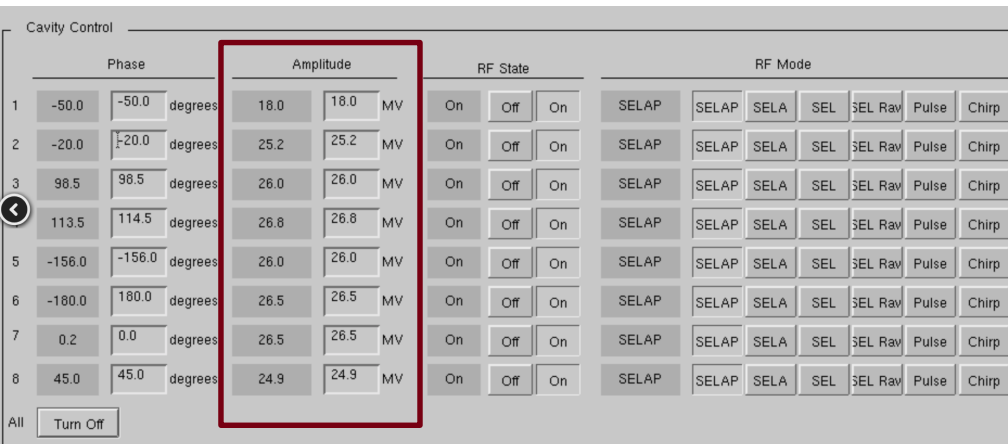 Cavity Control
Phase Amplitude RF State RF Mode
1 -50.0 -50.0 degrees 18.0 18.0 MV On Off On SELAP SELAP SELA SEL SEL Raw Pulse Chirp
2 -20.0 -20.0 degrees 25.2 25.2 MV On Off On SELAP SELAP SELA SEL SEL Raw Pulse Chirp
3 98.5 98.5 degrees 26.0 26.0 MV On Off On SELAP SELAP SELA SEL SEL Raw Pulse Chirp
113.5 114.5 degrees 26.8 26.8 MV On Off On SELAP SELAP SELA SEL SEL Raw Pulse Chirp
5 -156.0 -156.0 degrees 26.0 26.0 MV On Off On SELAP SELAP SELA SEL SEL Raw Pulse Chirp
6 -180.0 180.0 degrees 26.5 26.5 MV On Off On SELAP SELAP SELA SEL SEL Raw Pulse Chirp
7 0.2 0.0 degrees 26.5 26.5 MV On Off On SELAP SELAP SELA SEL SEL Raw Pulse Chirp
8 45.0 45.0 degrees 24.9 24.9 MV On Off On SELAP SELAP SELA SEL SEL Raw Pulse Chirp
All Turn Off